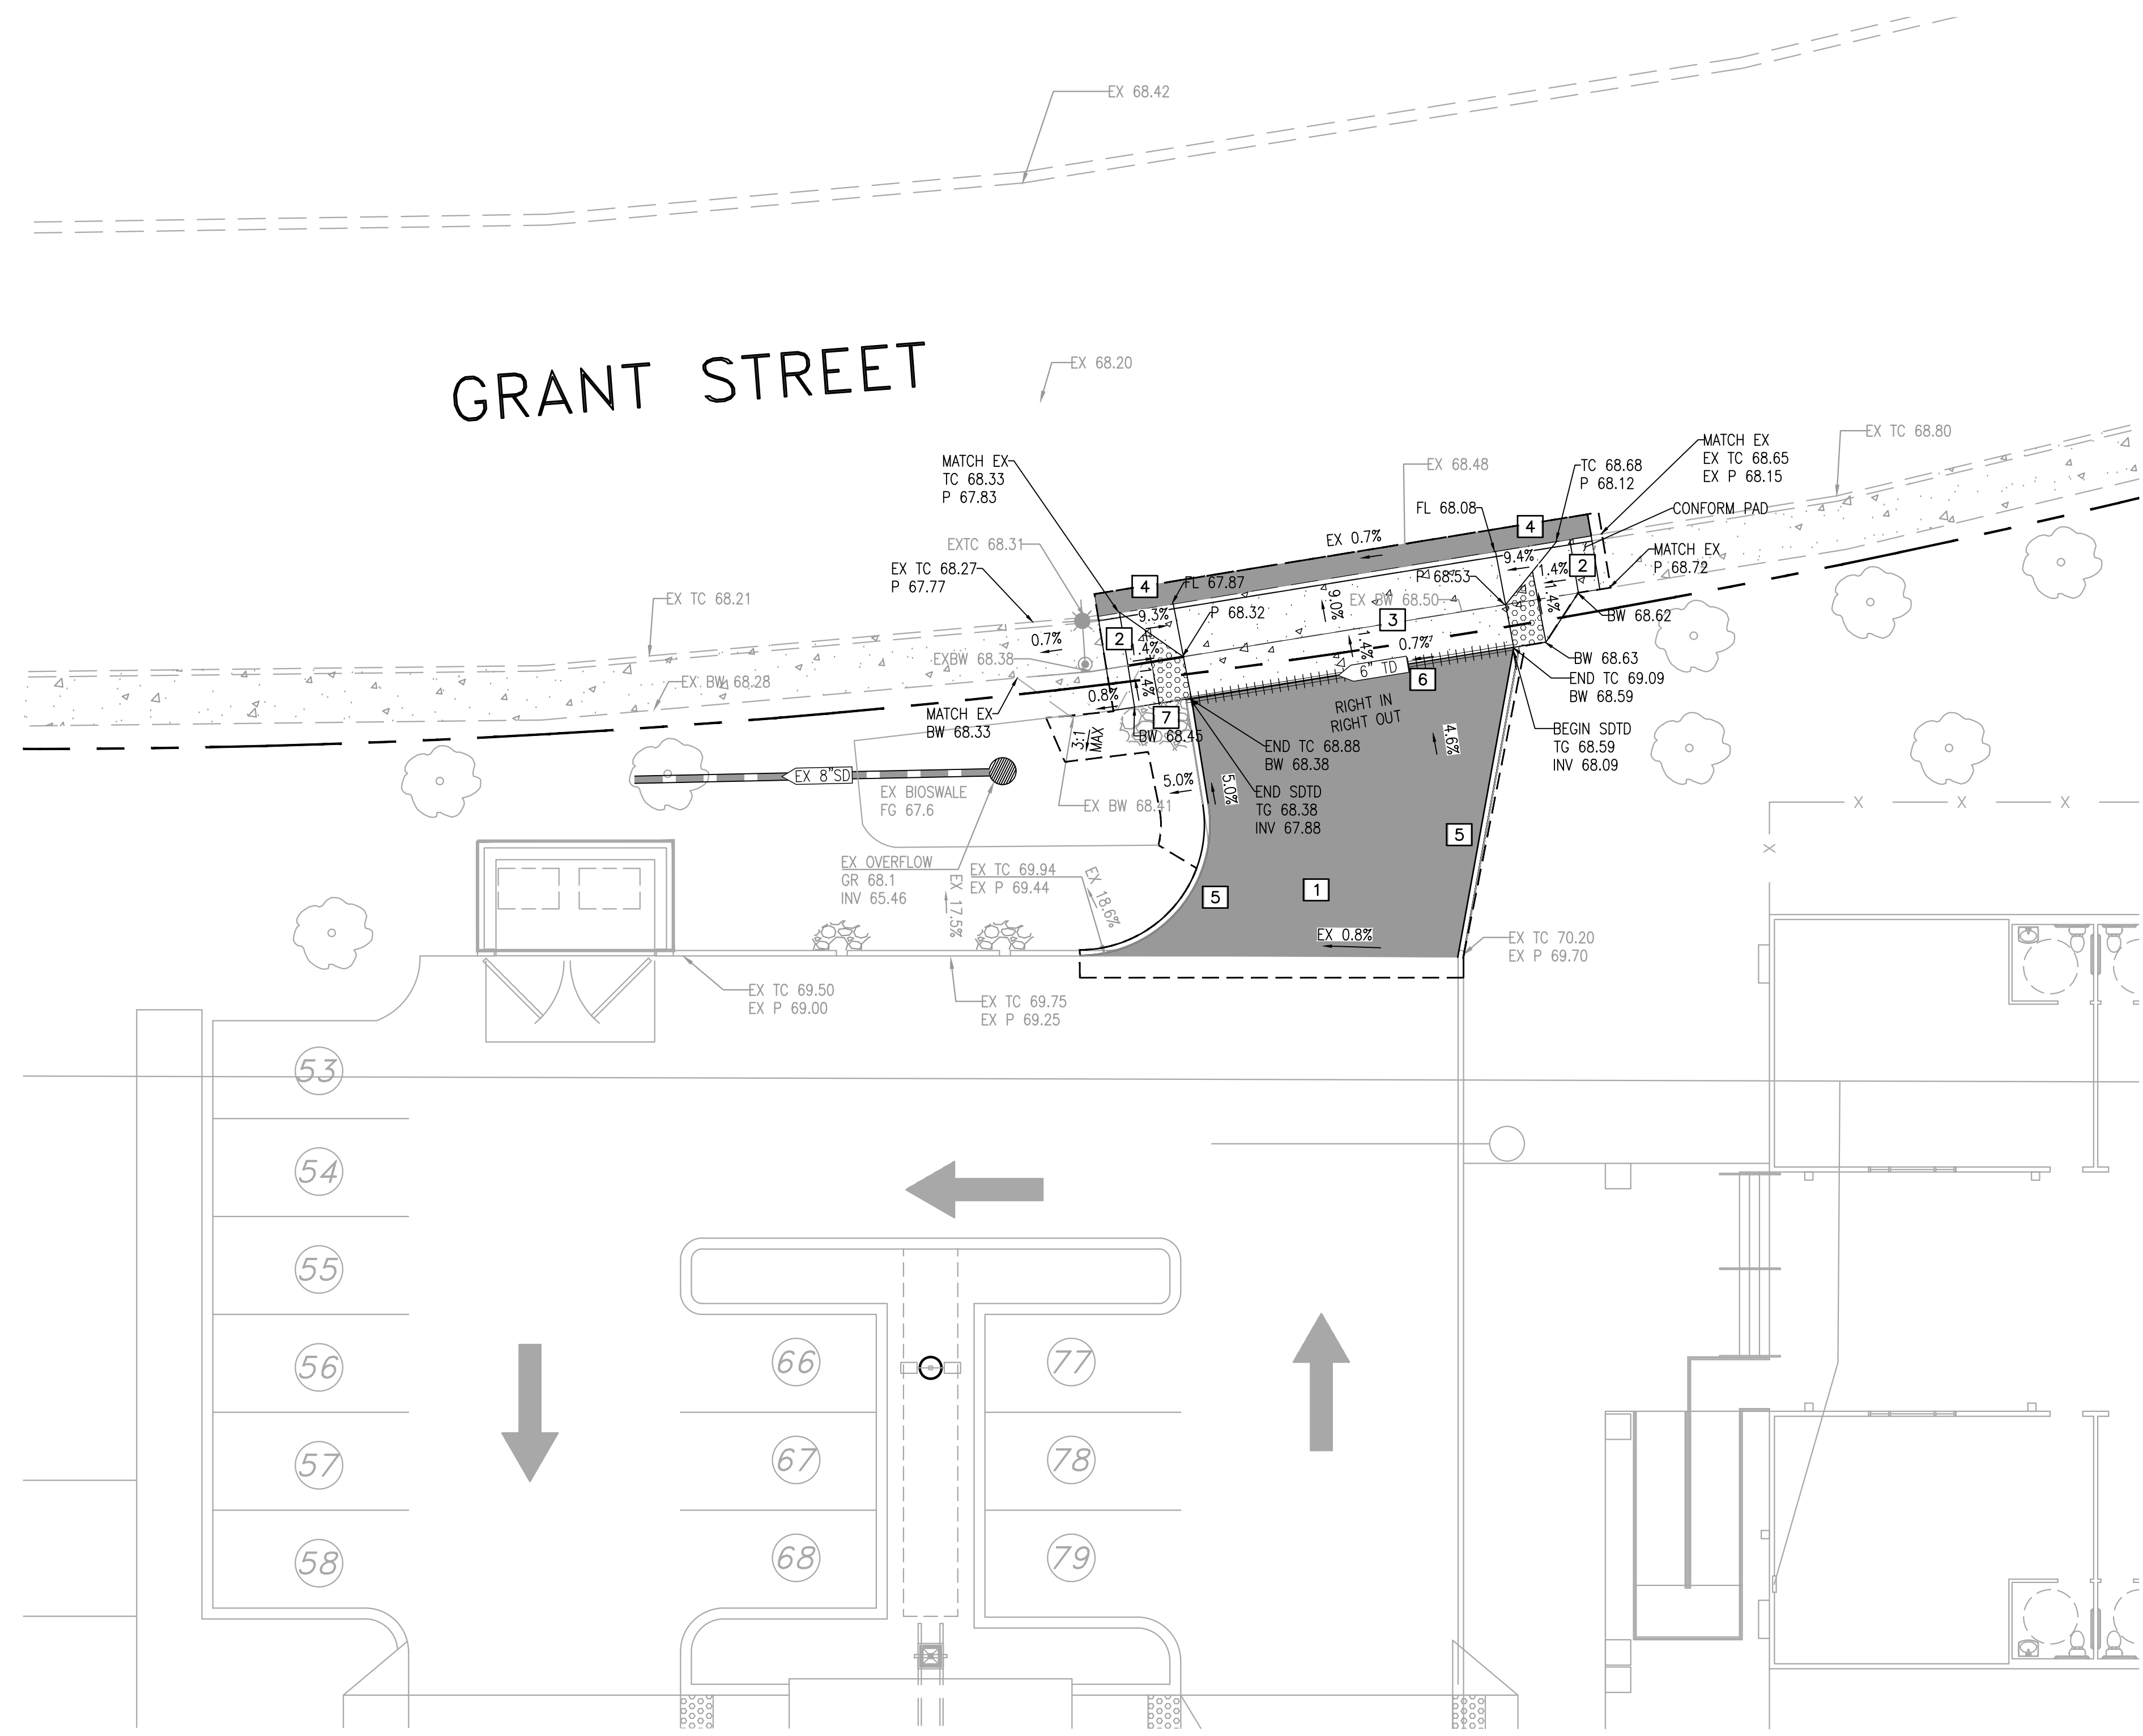 EX 68.42
GRANT STREET
EX 68.20
EX TC 68.80
MATCH EX
TC 68.33
P 67.83
EX 68.48
TC 68.68
P 68.12
MATCH EX
EX TC 68.65
EX P 68.15
FL 68.08
CONFORM PAD
EX 0.7%
4
EXTC 68.31
EX TC 68.27
P 67.77
4
FL 67.87
9.4%
2
MATCH EX
P 68.72
P 68.53
1.4%
1.4%
EX TC 68.21
9.3%
P 68.32
9.0%
EX BW 68.50
3
BW 68.62
0.7%
2
1.4%
1.4%
1.4%
0.7%
EXBW 68.38
6" TD
6
BW 68.63
END TC 69.09
BW 68.59
EX BW 68.28
0.8%
MATCH EX
BW 68.33
7
BW 68.45
3:1
MAX
RIGHT IN
RIGHT OUT
4.6%
BEGIN SDTD
TG 68.59
INV 68.09
END TC 68.88
BW 68.38
EX 8"SD
5.0%
5.0%
EX BIOSWALE
FG 67.6
EX BW 68.41
END SDTD
TG 68.38
INV 67.88
5
EX OVERFLOW
GR 68.1
INV 65.46
EX 17.5%
EX TC 69.94
EX P 69.44
EX 18.6%
5
1
EX 0.8%
EX TC 70.20
EX P 69.70
EX TC 69.50
EX P 69.00
EX TC 69.75
EX P 69.25
X X X
X
53
54
55
56
57
58
66
67
68
77
78
79